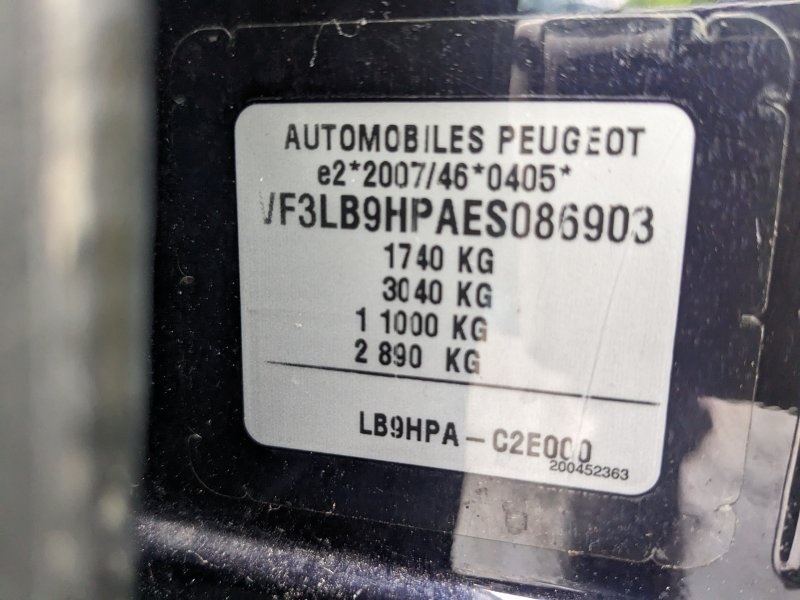 AUTOMOBILES PEUGEOT
e2*2007/46*0405*
VF3LB9HPAES086903
1740 KG
3040 KG
1 1000 KG
2 890 KG
LB9HPA - C2E000
200452363